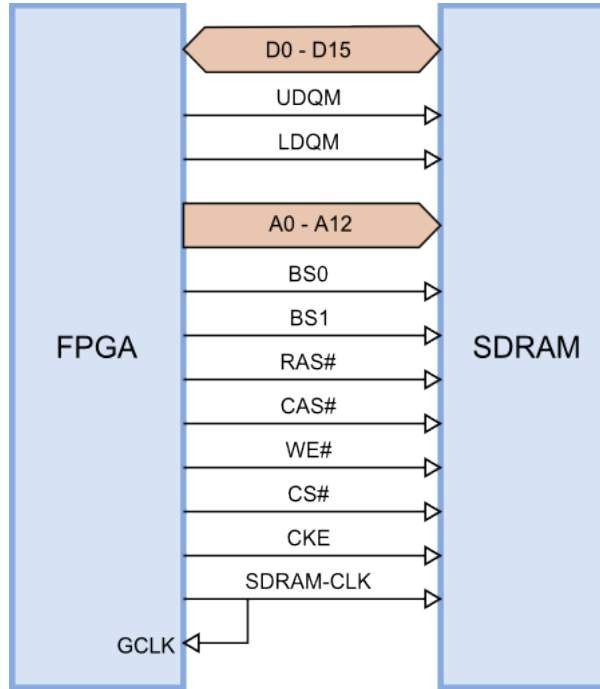 D0 - D15
UDQM
LDQM
A0 - A12
BS0
BS1
FPGA
SDRAM
RAS#
CAS#
WE#
CS#
CKE
SDRAM-CLK
GCLK